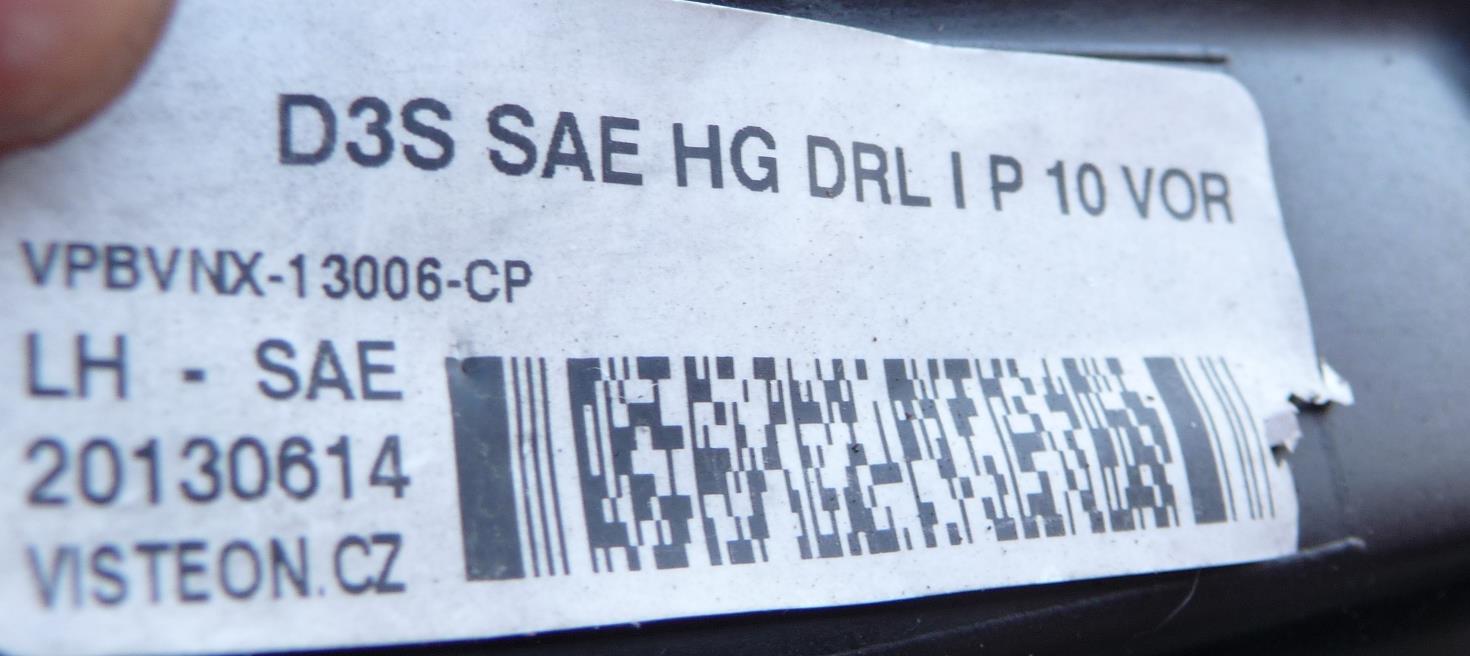 D3S SAE HG DRL I P 10 VOR
VPBVNX-13006-CP
LH - SAE
20130614
VISTEON.CZ